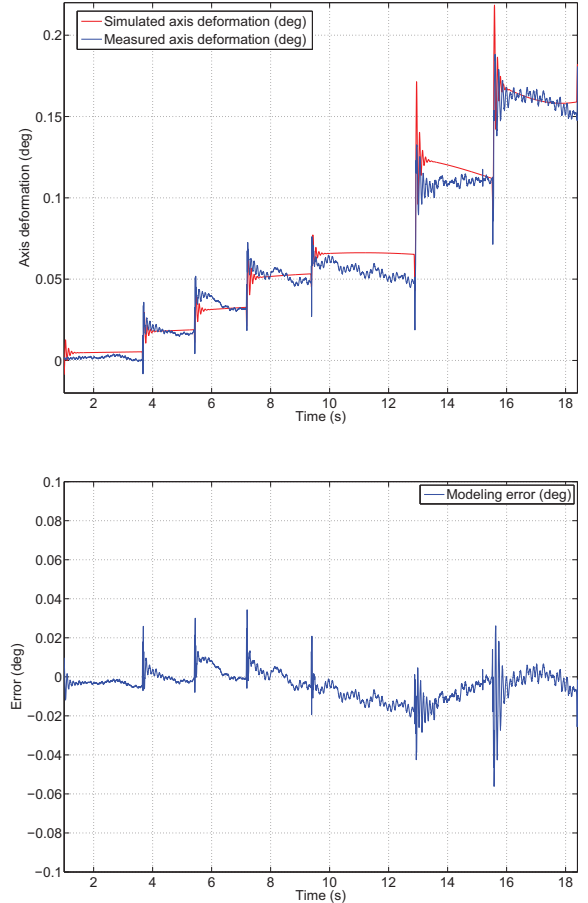 Simulated axis deformation (deg)
Measured axis deformation (deg)
0.2
0.15
0.1
0.05
0
Axis deformation (deg)
2 4 6 8 10 12 14 16 18
Time (s)
Modeling error (deg)
0.1
0.08
0.06
0.04
0.02
0
−0.02
−0.04
−0.06
−0.08
−0.1
Error (deg)
2 4 6 8 10 12 14 16 18
Time (s)